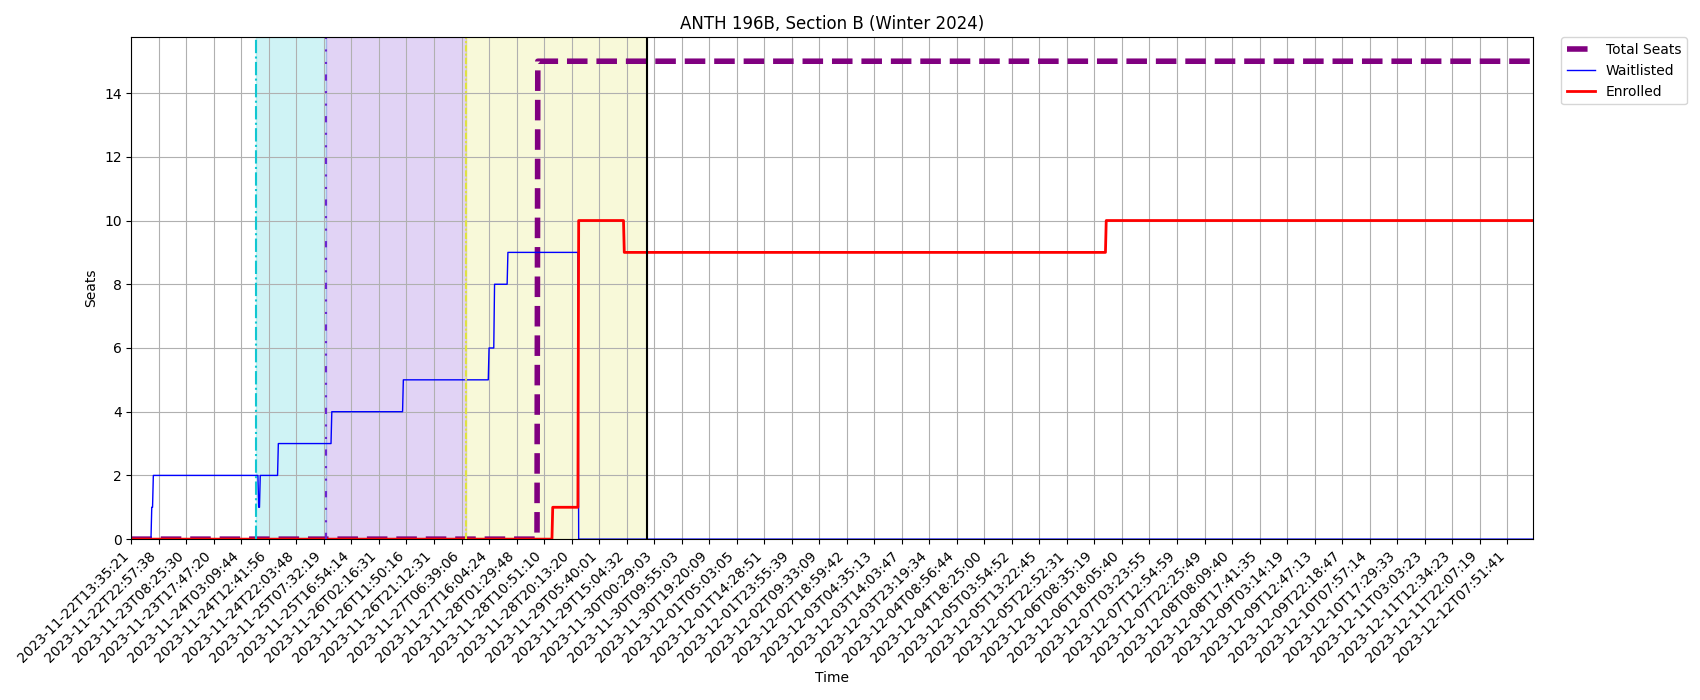 ANTH 196B, Section B (Winter 2024)
Total Seats
Waitlisted
Enrolled
Seats
14
12
10
8
6
4
2
0
2023-11-22T13:35:21
2023-11-22T22:57:38
2023-11-23T08:25:30
2023-11-23T17:47:20
2023-11-24T03:09:44
2023-11-24T12:41:56
2023-11-24T22:03:48
2023-11-25T07:32:19
2023-11-25T16:54:14
2023-11-26T02:16:31
2023-11-26T11:50:16
2023-11-26T21:12:31
2023-11-27T06:39:06
2023-11-27T16:04:24
2023-11-28T01:29:48
2023-11-28T10:51:10
2023-11-28T20:13:20
2023-11-29T05:40:01
2023-11-29T15:04:32
2023-11-30T00:29:03
2023-11-30T09:55:03
2023-11-30T19:20:09
2023-12-01T05:03:05
2023-12-01T14:28:51
2023-12-01T23:55:39
2023-12-02T09:33:09
2023-12-02T18:59:42
2023-12-03T04:35:13
2023-12-03T14:03:47
2023-12-03T23:19:34
2023-12-04T08:56:44
2023-12-04T18:25:00
2023-12-05T03:54:52
2023-12-05T13:22:45
2023-12-05T22:52:31
2023-12-06T08:35:19
2023-12-06T18:05:40
2023-12-07T03:23:55
2023-12-07T12:54:59
2023-12-07T22:25:49
2023-12-08T08:09:40
2023-12-08T17:41:35
2023-12-09T03:14:19
2023-12-09T12:47:13
2023-12-09T22:18:47
2023-12-10T07:57:14
2023-12-10T17:29:33
2023-12-11T03:03:23
2023-12-11T12:34:23
2023-12-11T22:07:19
2023-12-12T07:51:41
Time